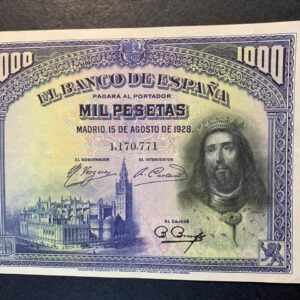 000 1000
EL BANCO DE ESPAÑA
PAGARÁ AL PORTADOR
MIL PESETAS
MADRID, 15 DE AGOSTO DE 1928.
1.170.771
EL GOBERNADOR EL INTERVENTOR
EL CAJERO